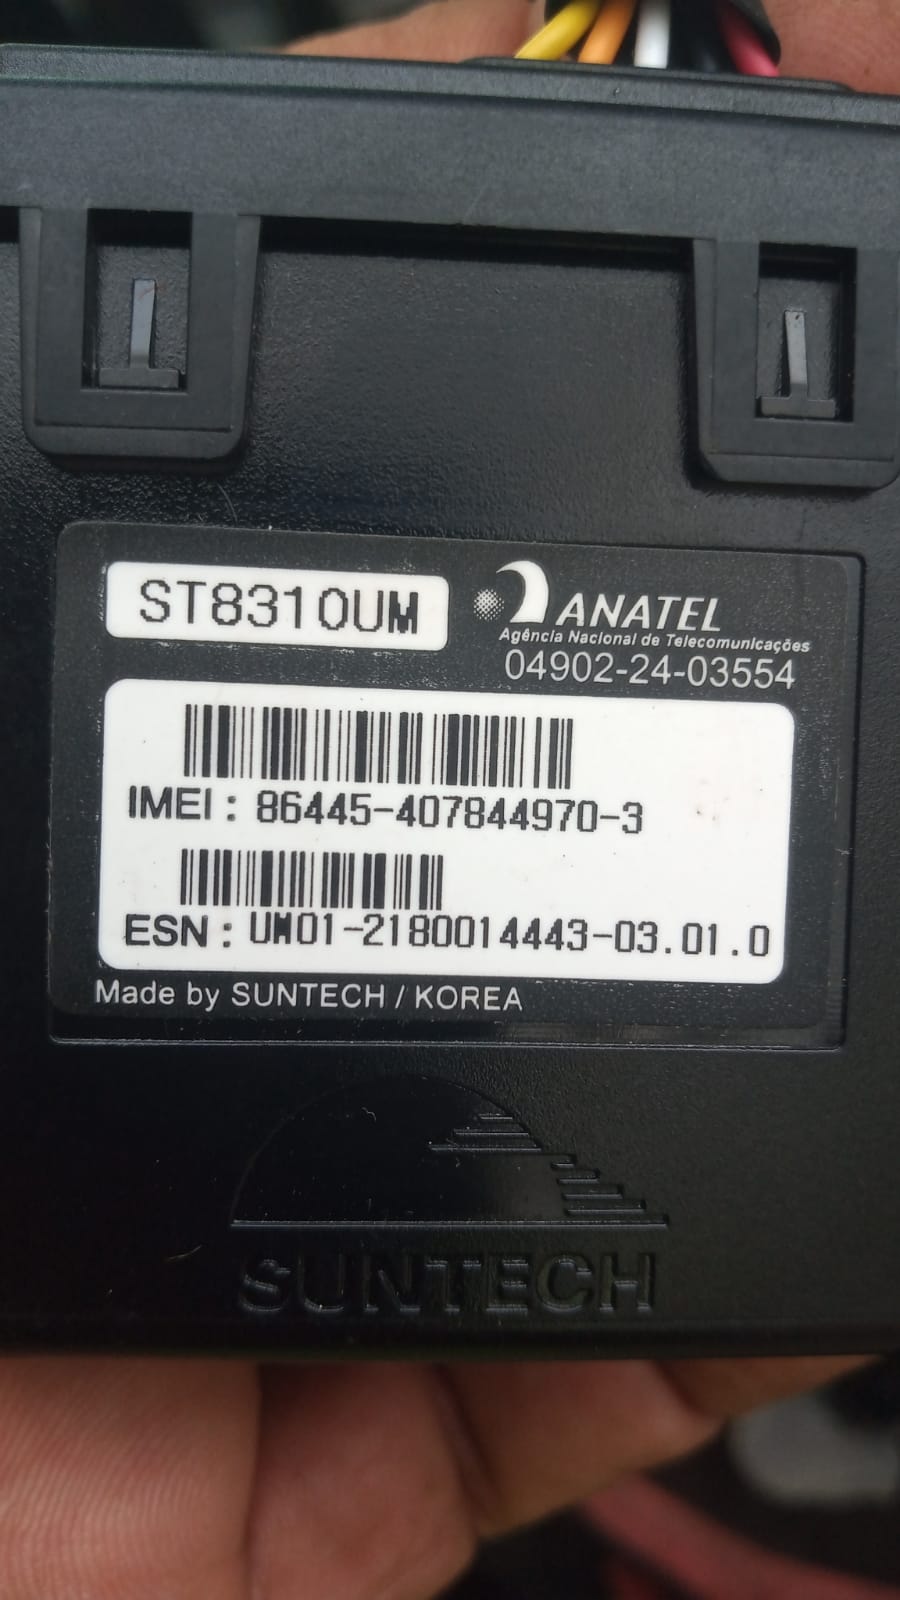 ST8310UM
ANATEL
Agência Nacional de Telecomunicações
04902-24-03554
IMEI : 86445-407844970-3
ESN : UM01-2180014443-03.01.0
Made by SUNTECH / KOREA
SUNTECH